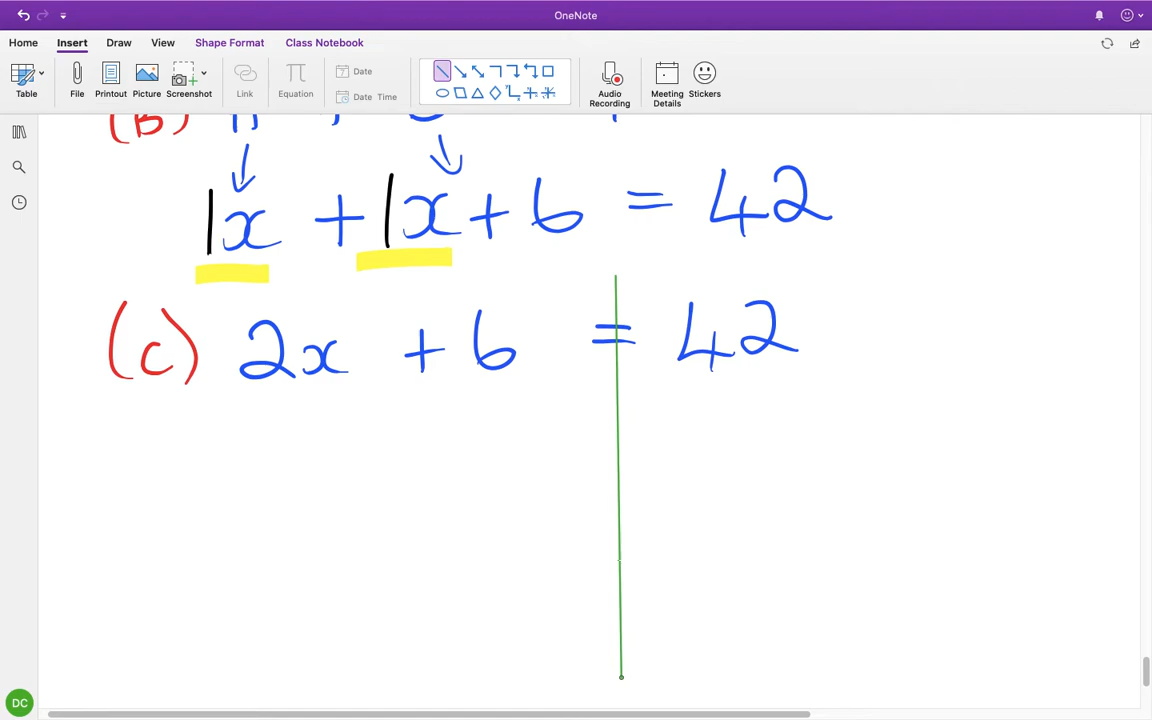 OneNote
Home Insert Draw View Shape Format Class Notebook
Table File Printout Picture Screenshot Link Equation Date Date Time Audio Recording Meeting Details Stickers
(B)
1x + 1x + 6 = 42
(c) 2x + 6 = 42
DC